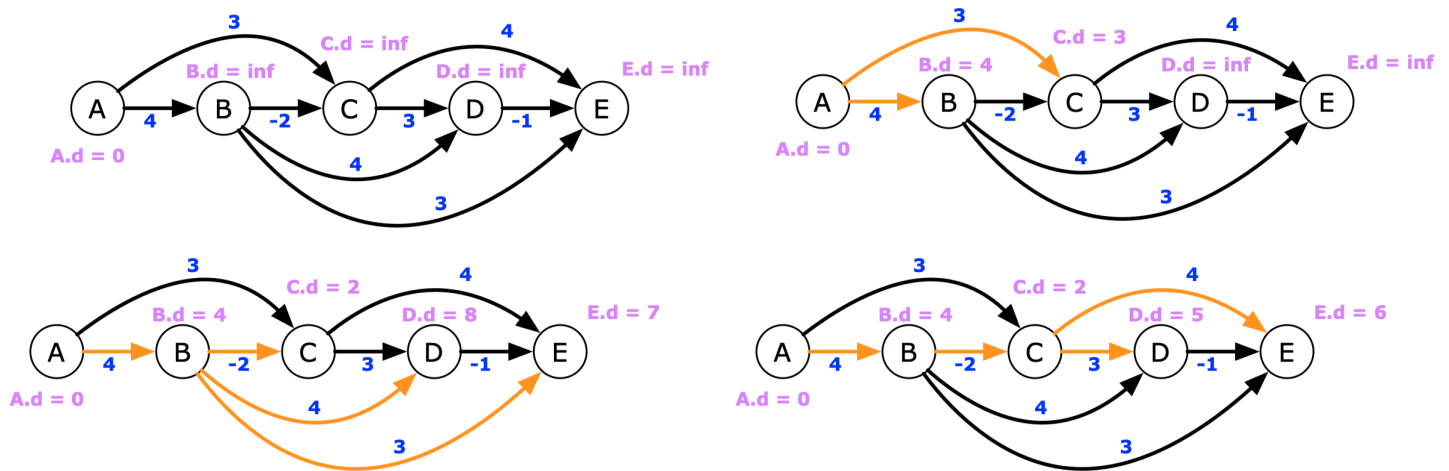 3
4
C.d = inf
B.d = inf
D.d = inf
E.d = inf
A B C D E
4 -2 3 -1
A.d = 0
4
3
3
4
C.d = 3
B.d = 4
D.d = inf
E.d = inf
A B C D E
4 -2 3 -1
A.d = 0
4
3
3
4
C.d = 2
B.d = 4
D.d = 8
E.d = 7
A B C D E
4 -2 3 -1
A.d = 0
4
3
3
4
C.d = 2
B.d = 4
D.d = 5
E.d = 6
A B C D E
4 -2 3 -1
A.d = 0
4
3